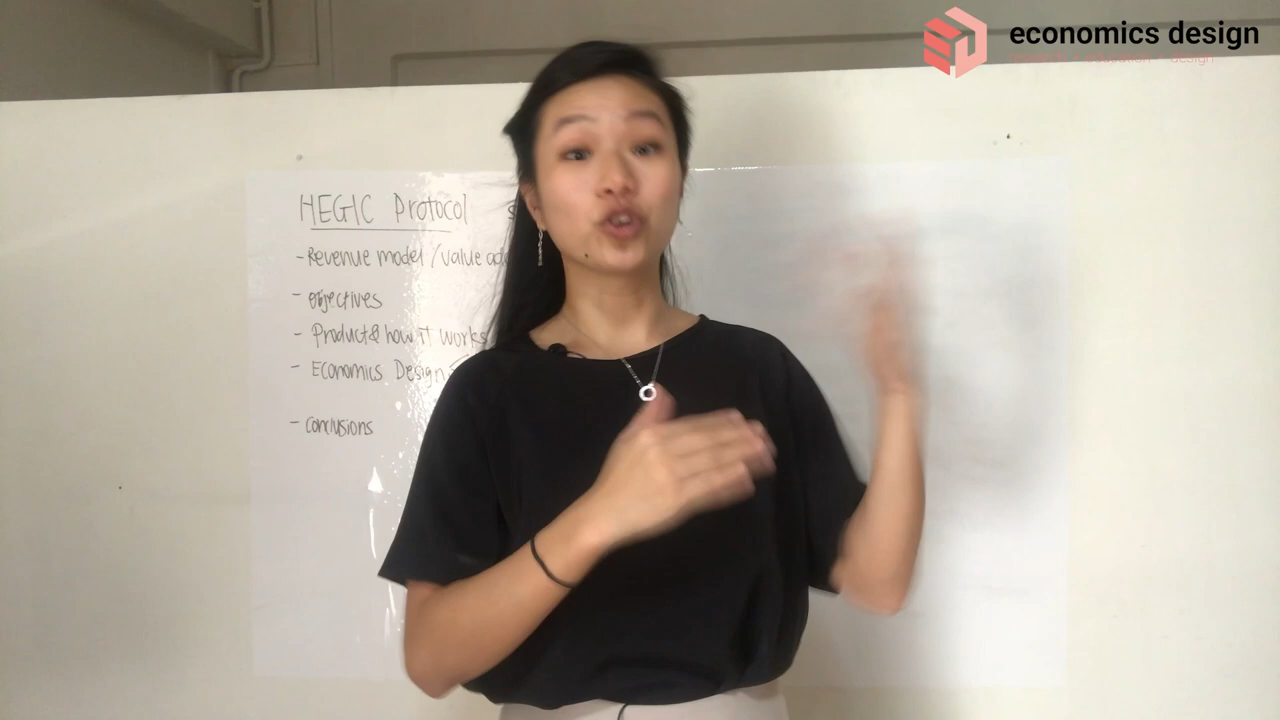 economics design
HEGIC Protocol
- Revenue model / value
- objectives
- Product & how it works
- Economics Design
- conclusions